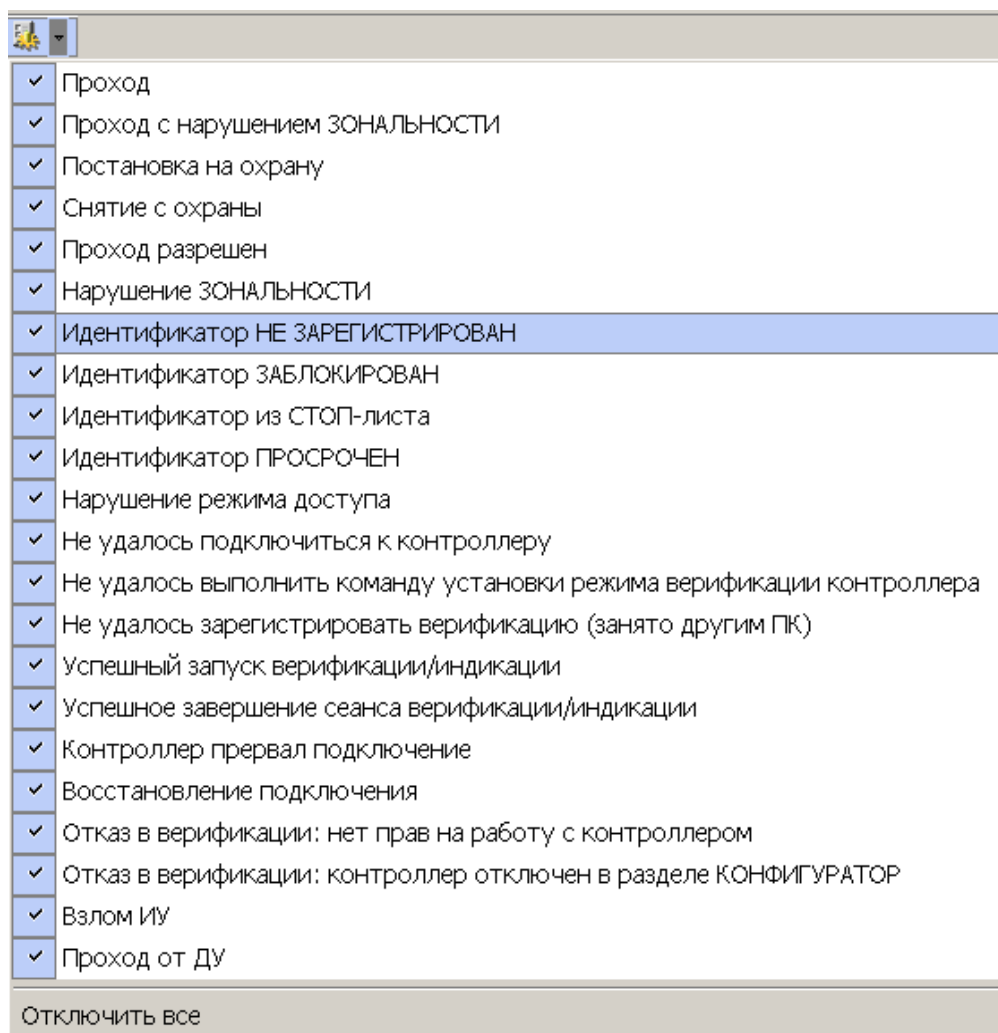 Проход
Проход с нарушением ЗОНАЛЬНОСТИ
Постановка на охрану
Снятие с охраны
Проход разрешен
Нарушение ЗОНАЛЬНОСТИ
Идентификатор НЕ ЗАРЕГИСТРИРОВАН
Идентификатор ЗАБЛОКИРОВАН
Идентификатор из СТОП-листа
Идентификатор ПРОСРОЧЕН
Нарушение режима доступа
Не удалось подключиться к контроллеру
Не удалось выполнить команду установки режима верификации контроллера
Не удалось зарегистрировать верификацию (занято другим ПК)
Успешный запуск верификации/индикации
Успешное завершение сеанса верификации/индикации
Контроллер прервал подключение
Восстановление подключения
Отказ в верификации: нет прав на работу с контроллером
Отказ в верификации: контроллер отключен в разделе КОНФИГУРАТОР
Взлом ИУ
Проход от ДУ
Отключить все